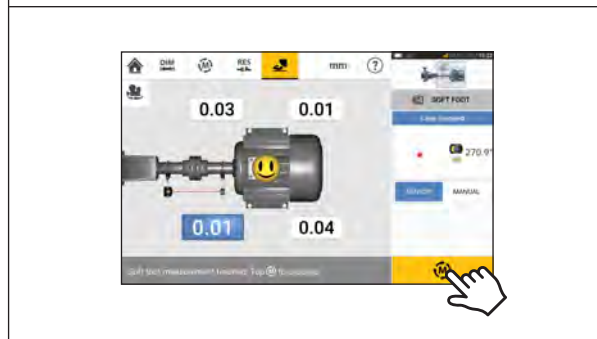 DIM
M
RES
mm
?
0.03
0.01
0.01
0.04
SOFT FOOT
270.9°
SENSOR
MANUAL
Soft foot measurement finished. Tap M to
M